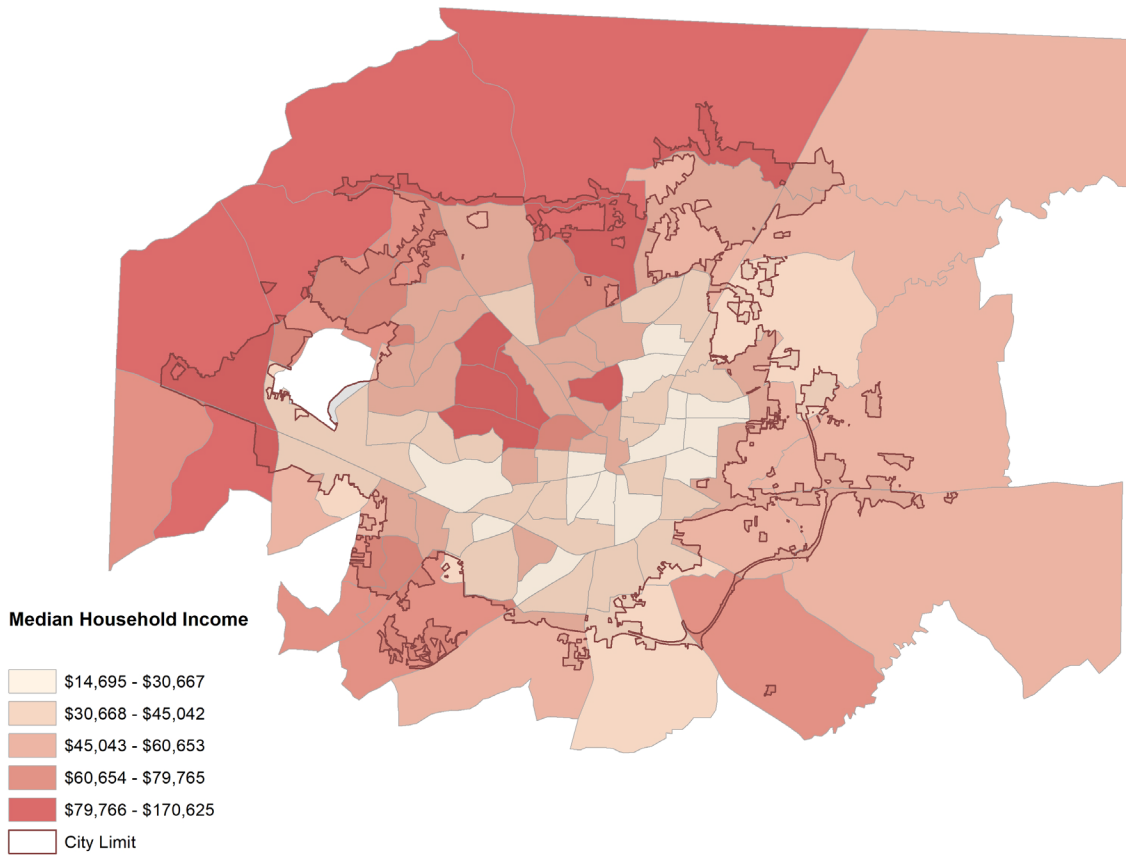 Median Household Income
$14,695 - $30,667
$30,668 - $45,042
$45,043 - $60,653
$60,654 - $79,765
$79,766 - $170,625
City Limit